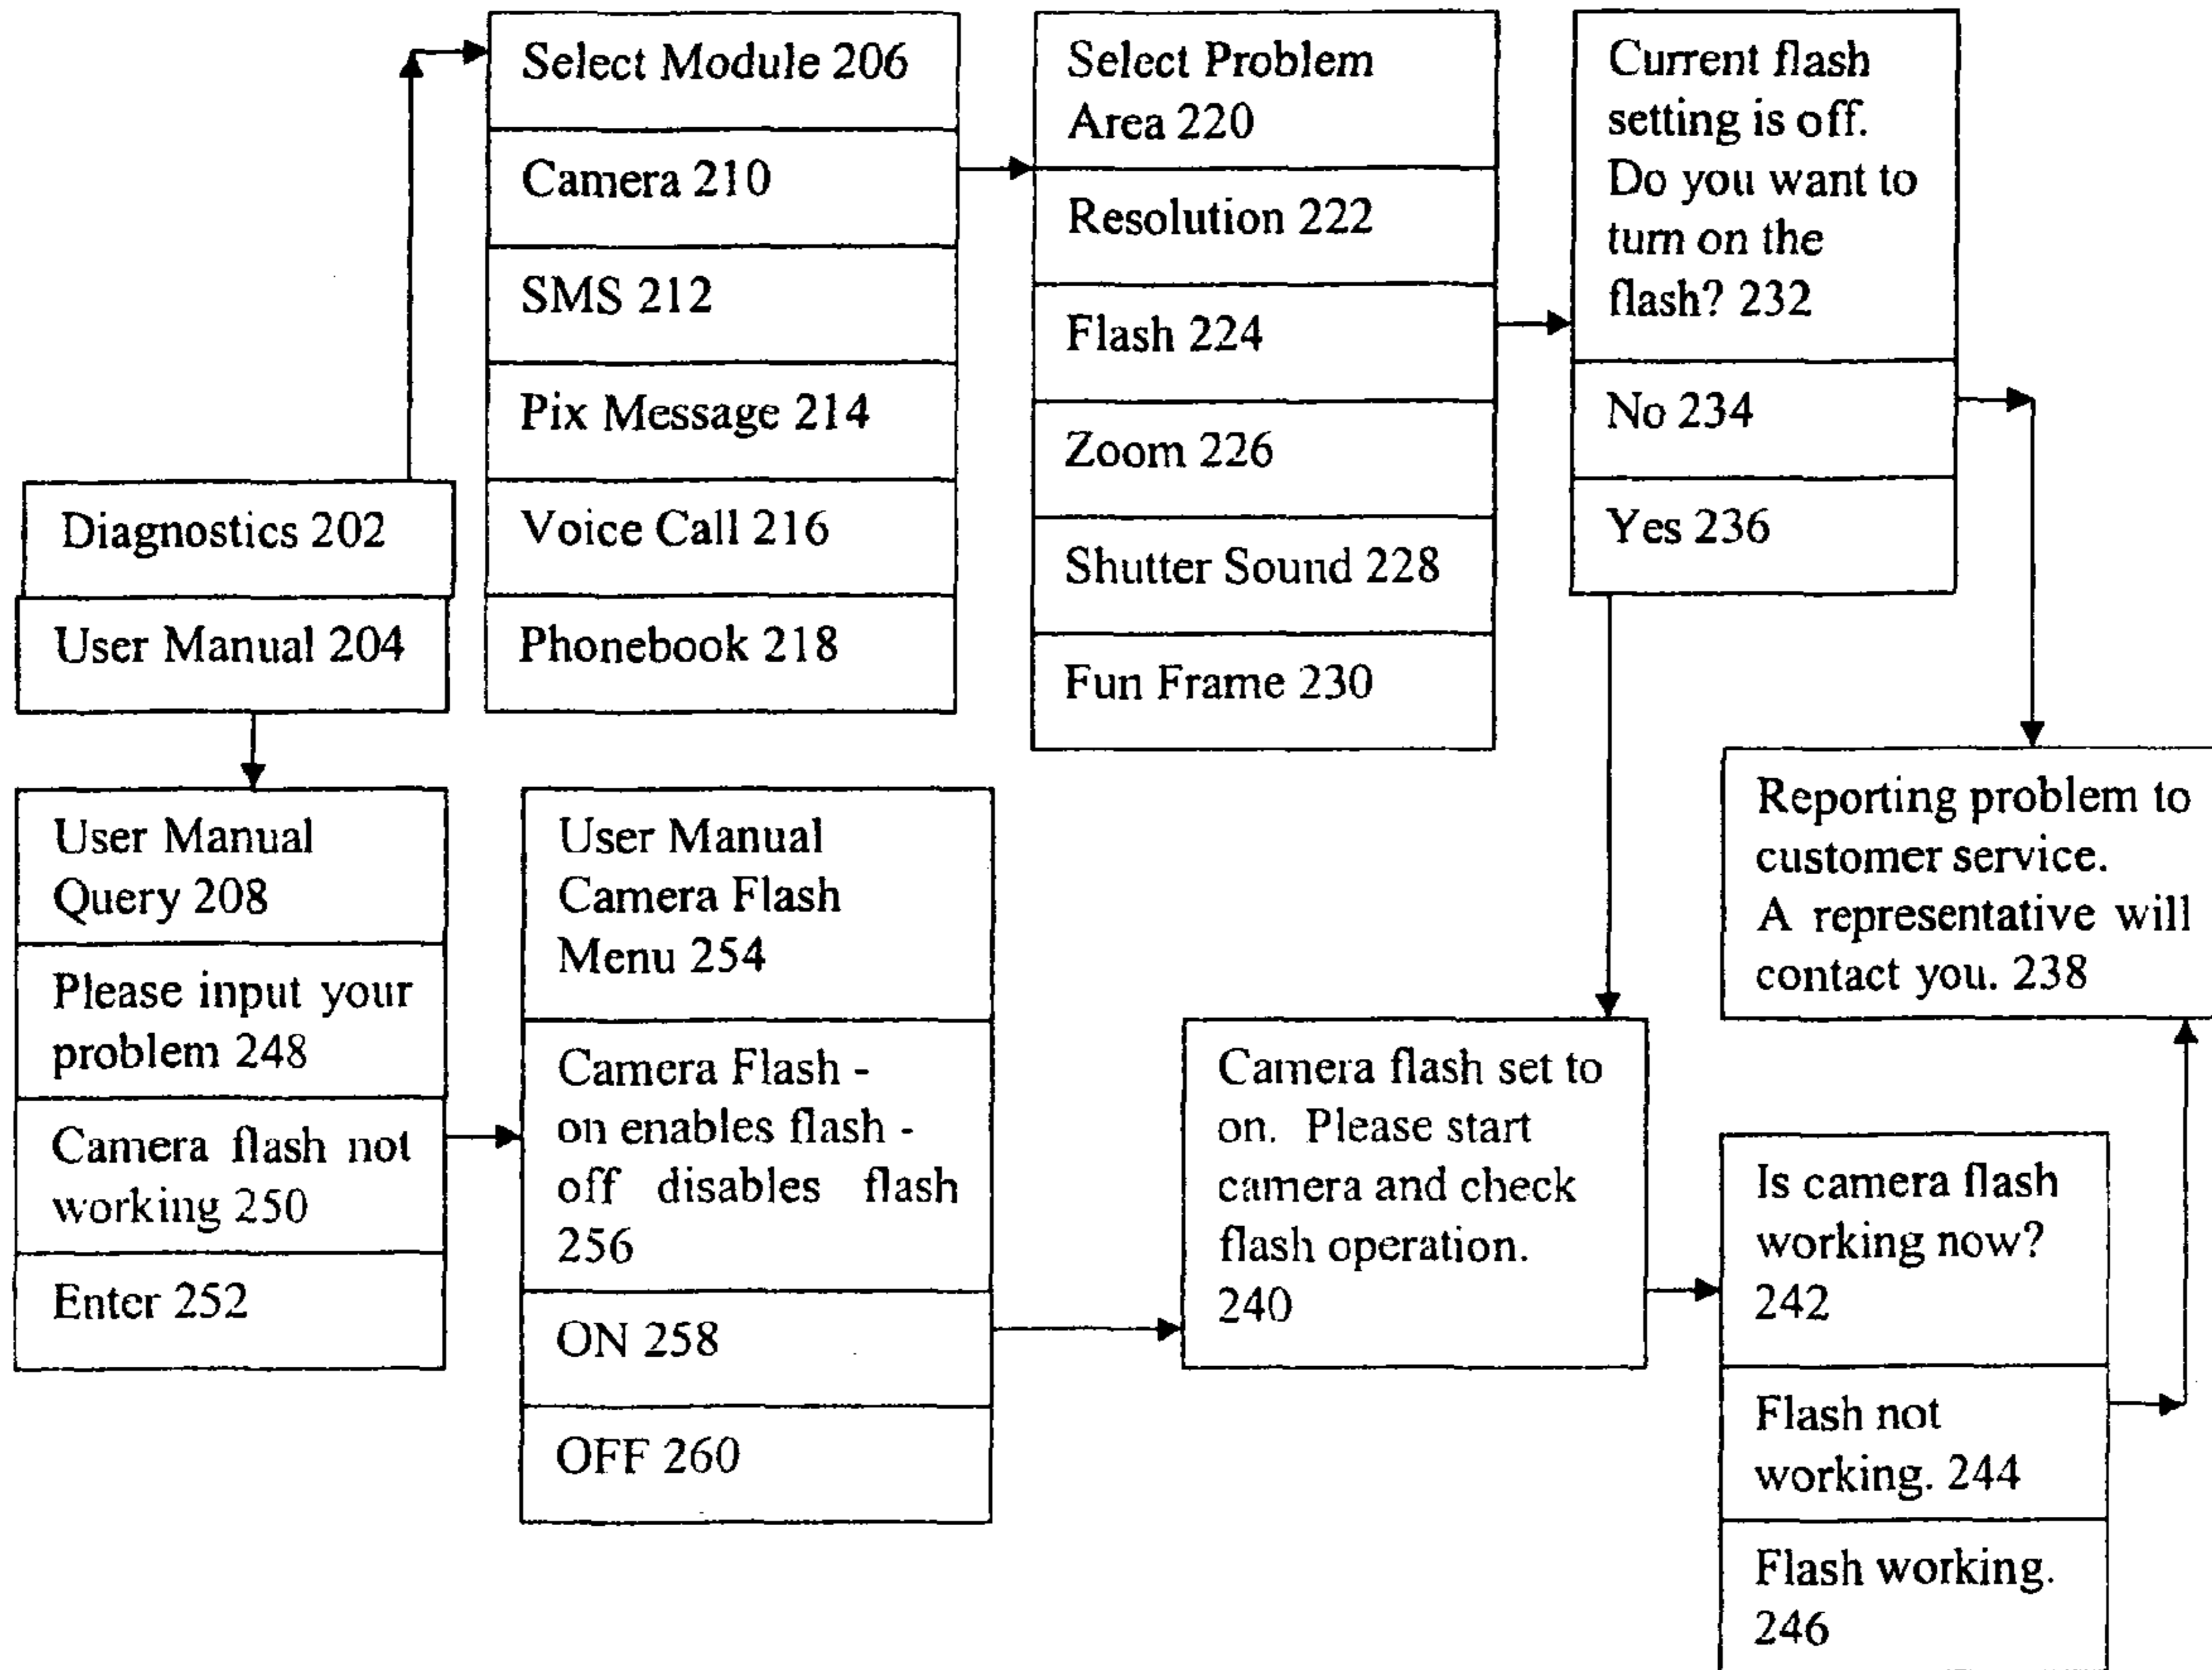 Diagnostics 202
User Manual 204
Select Module 206
Camera 210
SMS 212
Pix Message 214
Voice Call 216
Phonebook 218
Select Problem
Area 220
Resolution 222
Flash 224
Zoom 226
Shutter Sound 228
Fun Frame 230
Current flash
setting is off.
Do you want to
turn on the
flash? 232
No 234
Yes 236
Reporting problem to
customer service.
A representative will
contact you. 238
User Manual
Query 208
Please input your
problem 248
Camera flash not
working 250
Enter 252
User Manual
Camera Flash
Menu 254
Camera Flash -
on enables flash -
off disables flash
256
ON 258
OFF 260
Camera flash set to
on. Please start
camera and check
flash operation.
240
Is camera flash
working now?
242
Flash not
working. 244
Flash working.
246